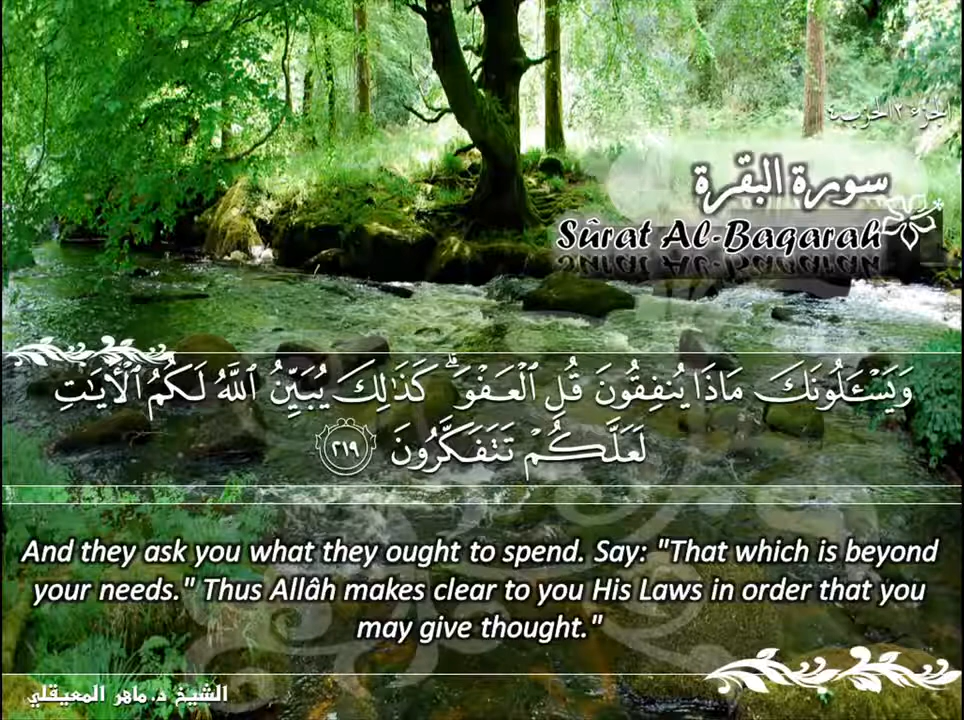 الجزء ٢ الحزب ٤
سورة البقرة
Sûrat Al-Baqarah
وَيَسْـَٔلُونَكَ مَاذَا يُنفِقُونَ قُلِ ٱلْعَفْوَ ۗ كَذَٰلِكَ يُبَيِّنُ ٱللَّهُ لَكُمُ ٱلْـَٔايَـٰتِ
لَعَلَّكُمْ تَتَفَكَّرُونَ ٢١٩
And they ask you what they ought to spend. Say: "That which is beyond
your needs." Thus Allâh makes clear to you His Laws in order that you
may give thought."
الشيخ د. ماهر المعيقلي